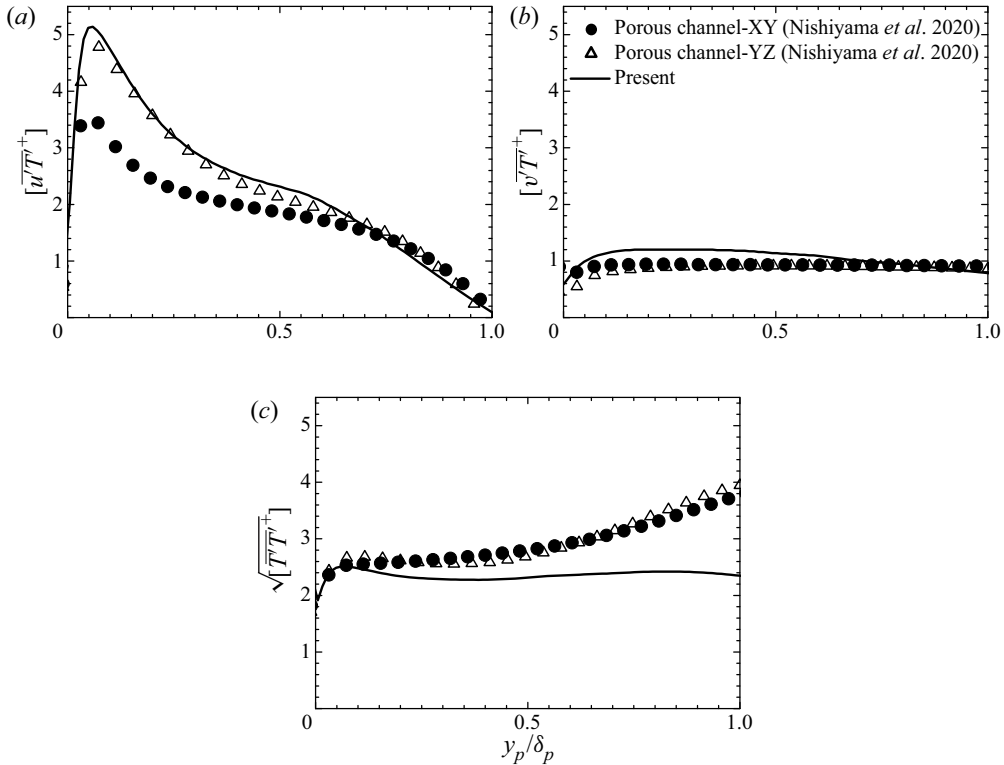 (a)
5
4
3
2
1
[u′T′⁺]
0
0.5
1.0
(b)
5
4
3
2
1
[v′T′⁺]
0
0.5
1.0
Porous channel-XY (Nishiyama et al. 2020)
Porous channel-YZ (Nishiyama et al. 2020)
Present
(c)
5
4
3
2
1
√[T′T′⁺]
0
0.5
1.0
yₚ/δₚ